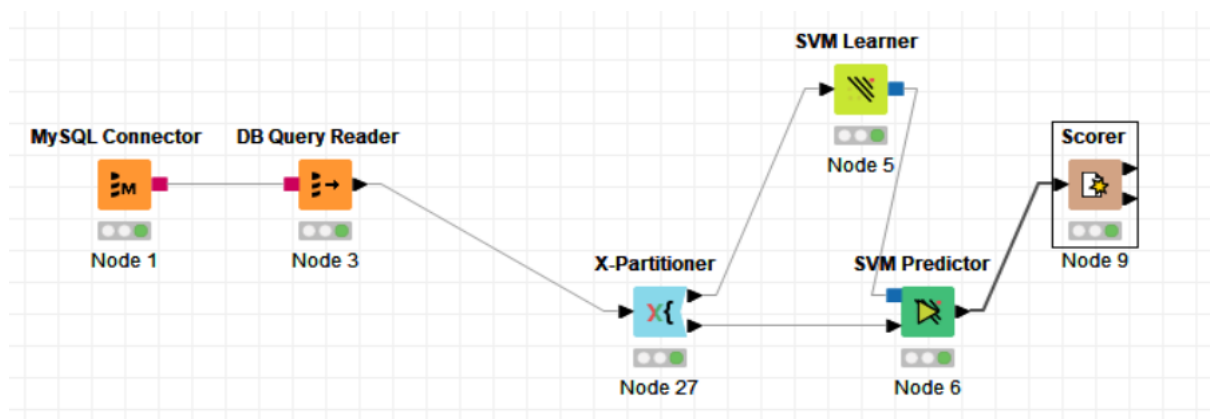 SVM Learner
MySQL Connector
DB Query Reader
Scorer
M
Node 5
Node 1
Node 3
X-Partitioner
SVM Predictor
Node 9
X{
Node 27
Node 6